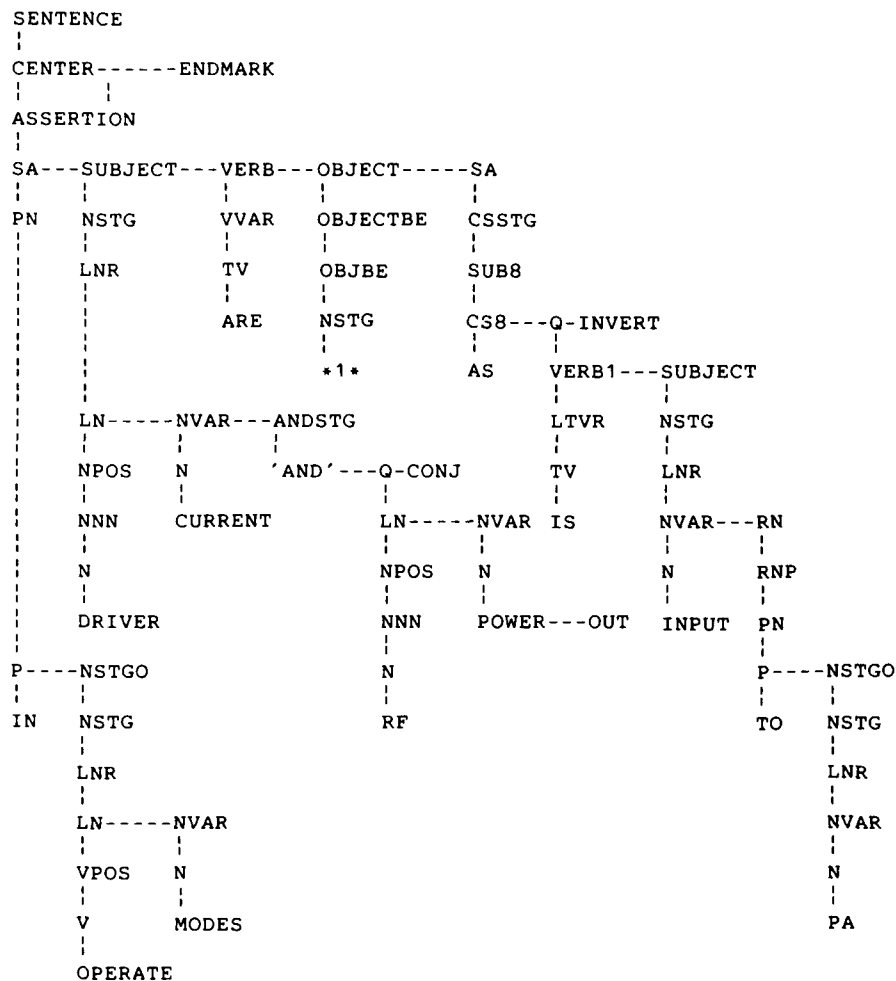 SENTENCE
CENTER------ENDMARK
ASSERTION
SA---SUBJECT---VERB---OBJECT-----SA
PN NSTG VVAR OBJECTBE CSSTG
LNR TV OBJBE SUB8
ARE NSTG CS8---Q-INVERT
*1* AS VERB1---SUBJECT
LN-----NVAR---ANDSTG LTVR NSTG
NPOS N 'AND'---Q-CONJ TV LNR
NNN CURRENT LN-----NVAR IS NVAR---RN
N NPOS N N RNP
DRIVER NNN POWER---OUT INPUT PN
P----NSTGO N P----NSTGO
IN NSTG RF TO NSTG
LNR LNR
LN-----NVAR NVAR
VPOS N N
V MODES PA
OPERATE